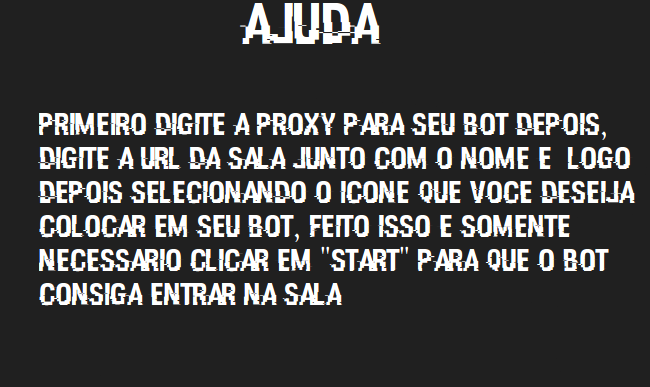 AJUDA
PRIMEIRO DIGITE A PROXY PARA SEU BOT DEPOIS,
DIGITE A URL DA SALA JUNTO COM O NOME E  LOGO
DEPOIS SELECIONANDO O ICONE QUE VOCE DESEIJA
COLOCAR EM SEU BOT, FEITO ISSO E SOMENTE
NECESSARIO CLICAR EM "START" PARA QUE O BOT
CONSIGA ENTRAR NA SALA